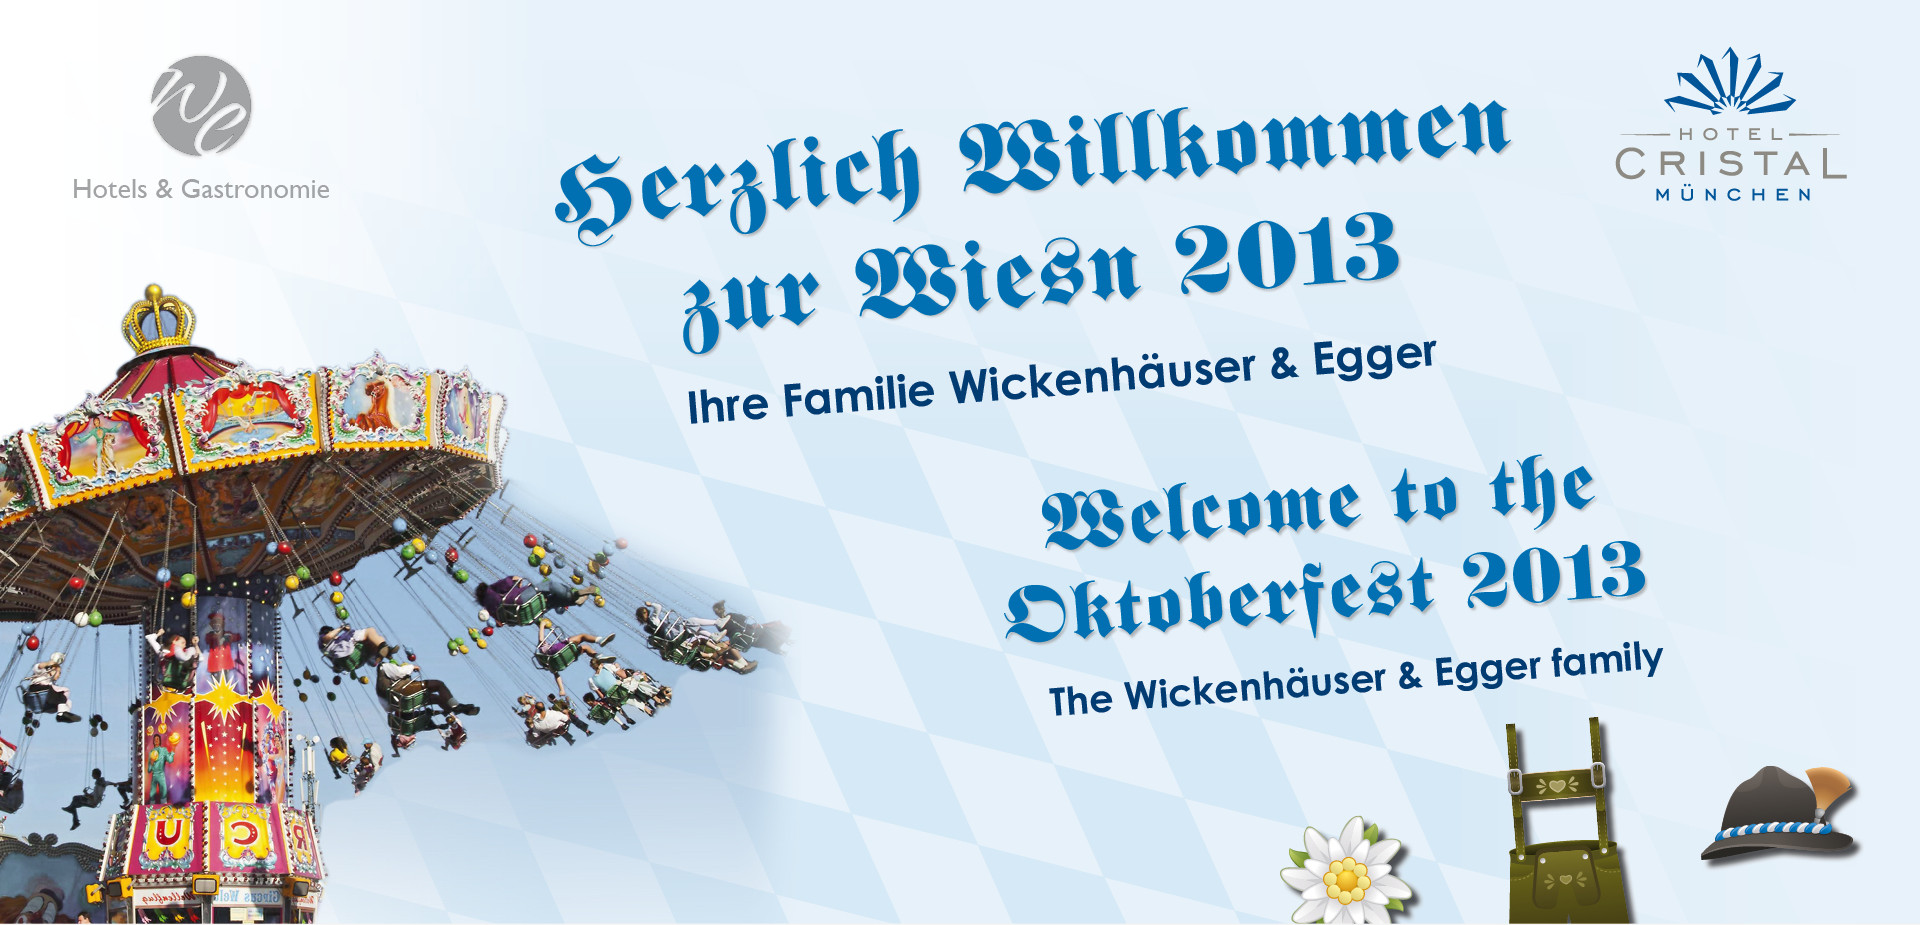 We
Hotels & Gastronomie
HOTEL
CRISTAL
MÜNCHEN
Herzlich Willkommen
zur Wiesn 2013
Ihre Familie Wickenhäuser & Egger
Welcome to the
Oktoberfest 2013
The Wickenhäuser & Egger family